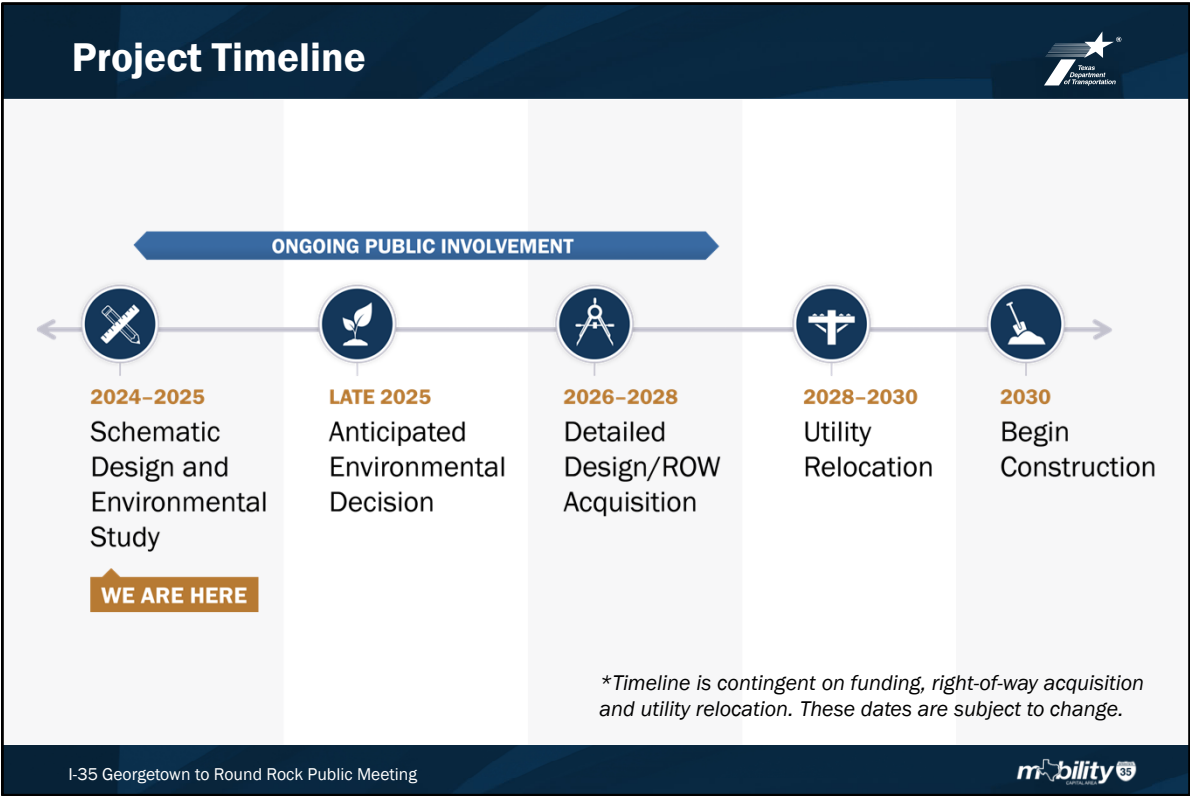 Project Timeline
Texas
Department
of Transportation
®
ONGOING PUBLIC INVOLVEMENT
2024–2025
Schematic
Design and
Environmental
Study
WE ARE HERE
LATE 2025
Anticipated
Environmental
Decision
2026–2028
Detailed
Design/ROW
Acquisition
2028–2030
Utility
Relocation
2030
Begin
Construction
*Timeline is contingent on funding, right-of-way acquisition
and utility relocation. These dates are subject to change.
I-35 Georgetown to Round Rock Public Meeting
mobility 35
CAPITAL AREA